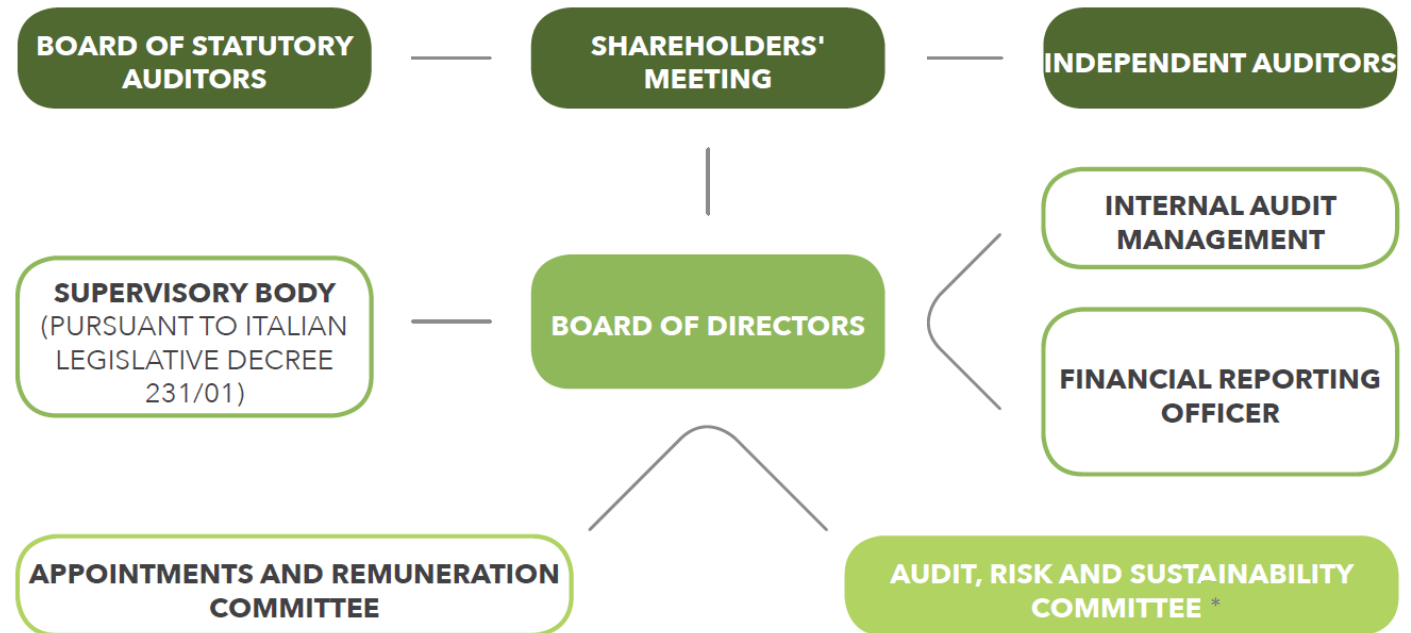 BOARD OF STATUTORY
AUDITORS
SHAREHOLDERS'
MEETING
INDEPENDENT AUDITORS
INTERNAL AUDIT
MANAGEMENT
SUPERVISORY BODY
(PURSUANT TO ITALIAN
LEGISLATIVE DECREE
231/01)
BOARD OF DIRECTORS
FINANCIAL REPORTING
OFFICER
APPOINTMENTS AND REMUNERATION
COMMITTEE
AUDIT, RISK AND SUSTAINABILITY
COMMITTEE *